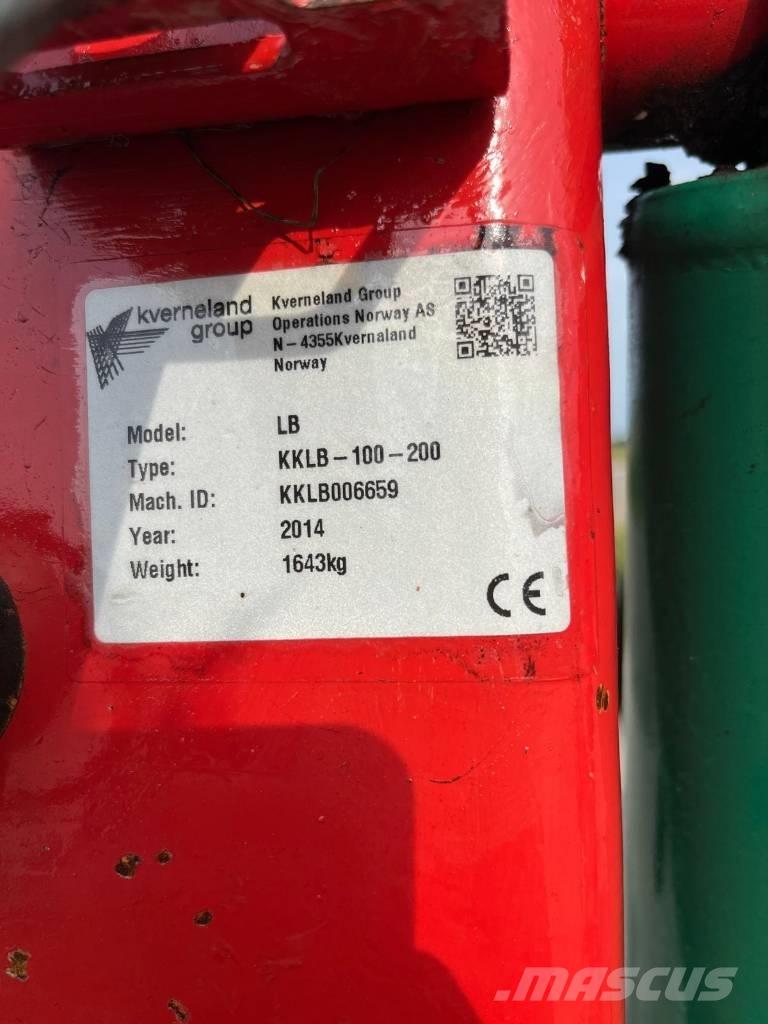 kverneland
group
Kverneland Group
Operations Norway AS
N-4355Kvernaland
Norway
Model: LB
Type: KKLB-100-200
Mach. ID: KKLB006659
Year: 2014
Weight: 1643kg
CE
MASCUS